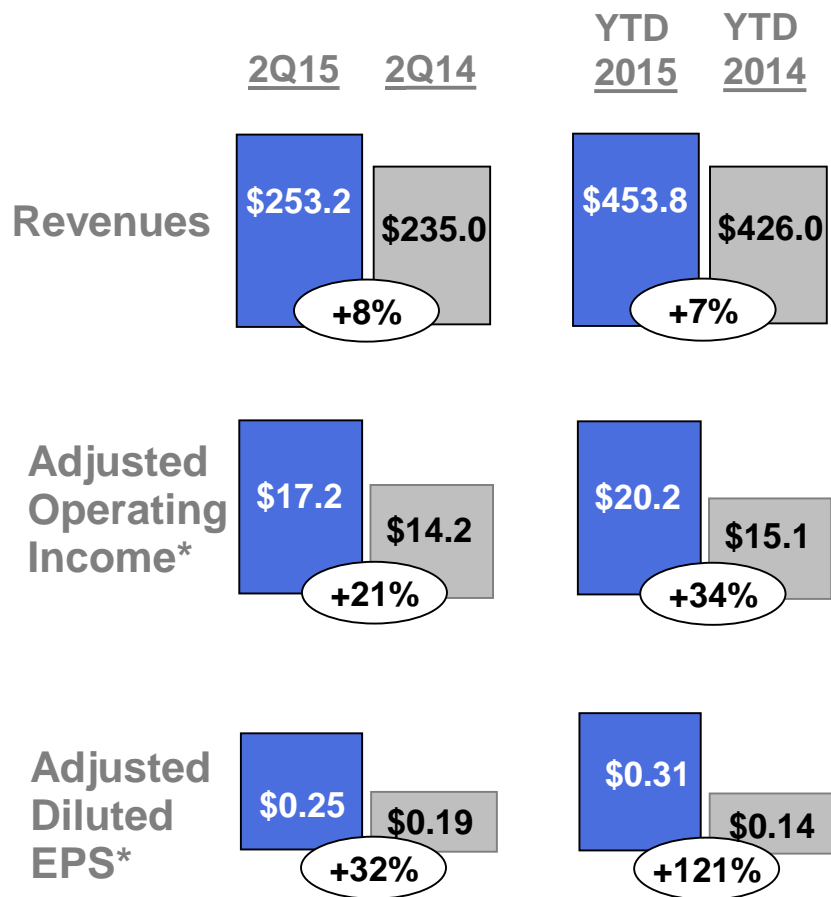 2Q15 2Q14 YTD 2015 YTD 2014
Revenues $253.2 $235.0 $453.8 $426.0
+8% +7%
Adjusted
Operating
Income*
$17.2 $14.2 $20.2 $15.1
+21% +34%
Adjusted
Diluted
EPS*
$0.25 $0.19 $0.31 $0.14
+32% +121%